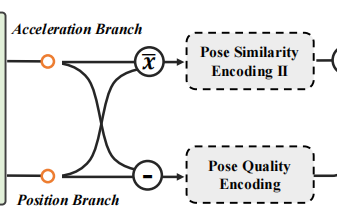 Acceleration Branch
x̅
Pose Similarity
Encoding II
-
Pose Quality
Encoding
Position Branch